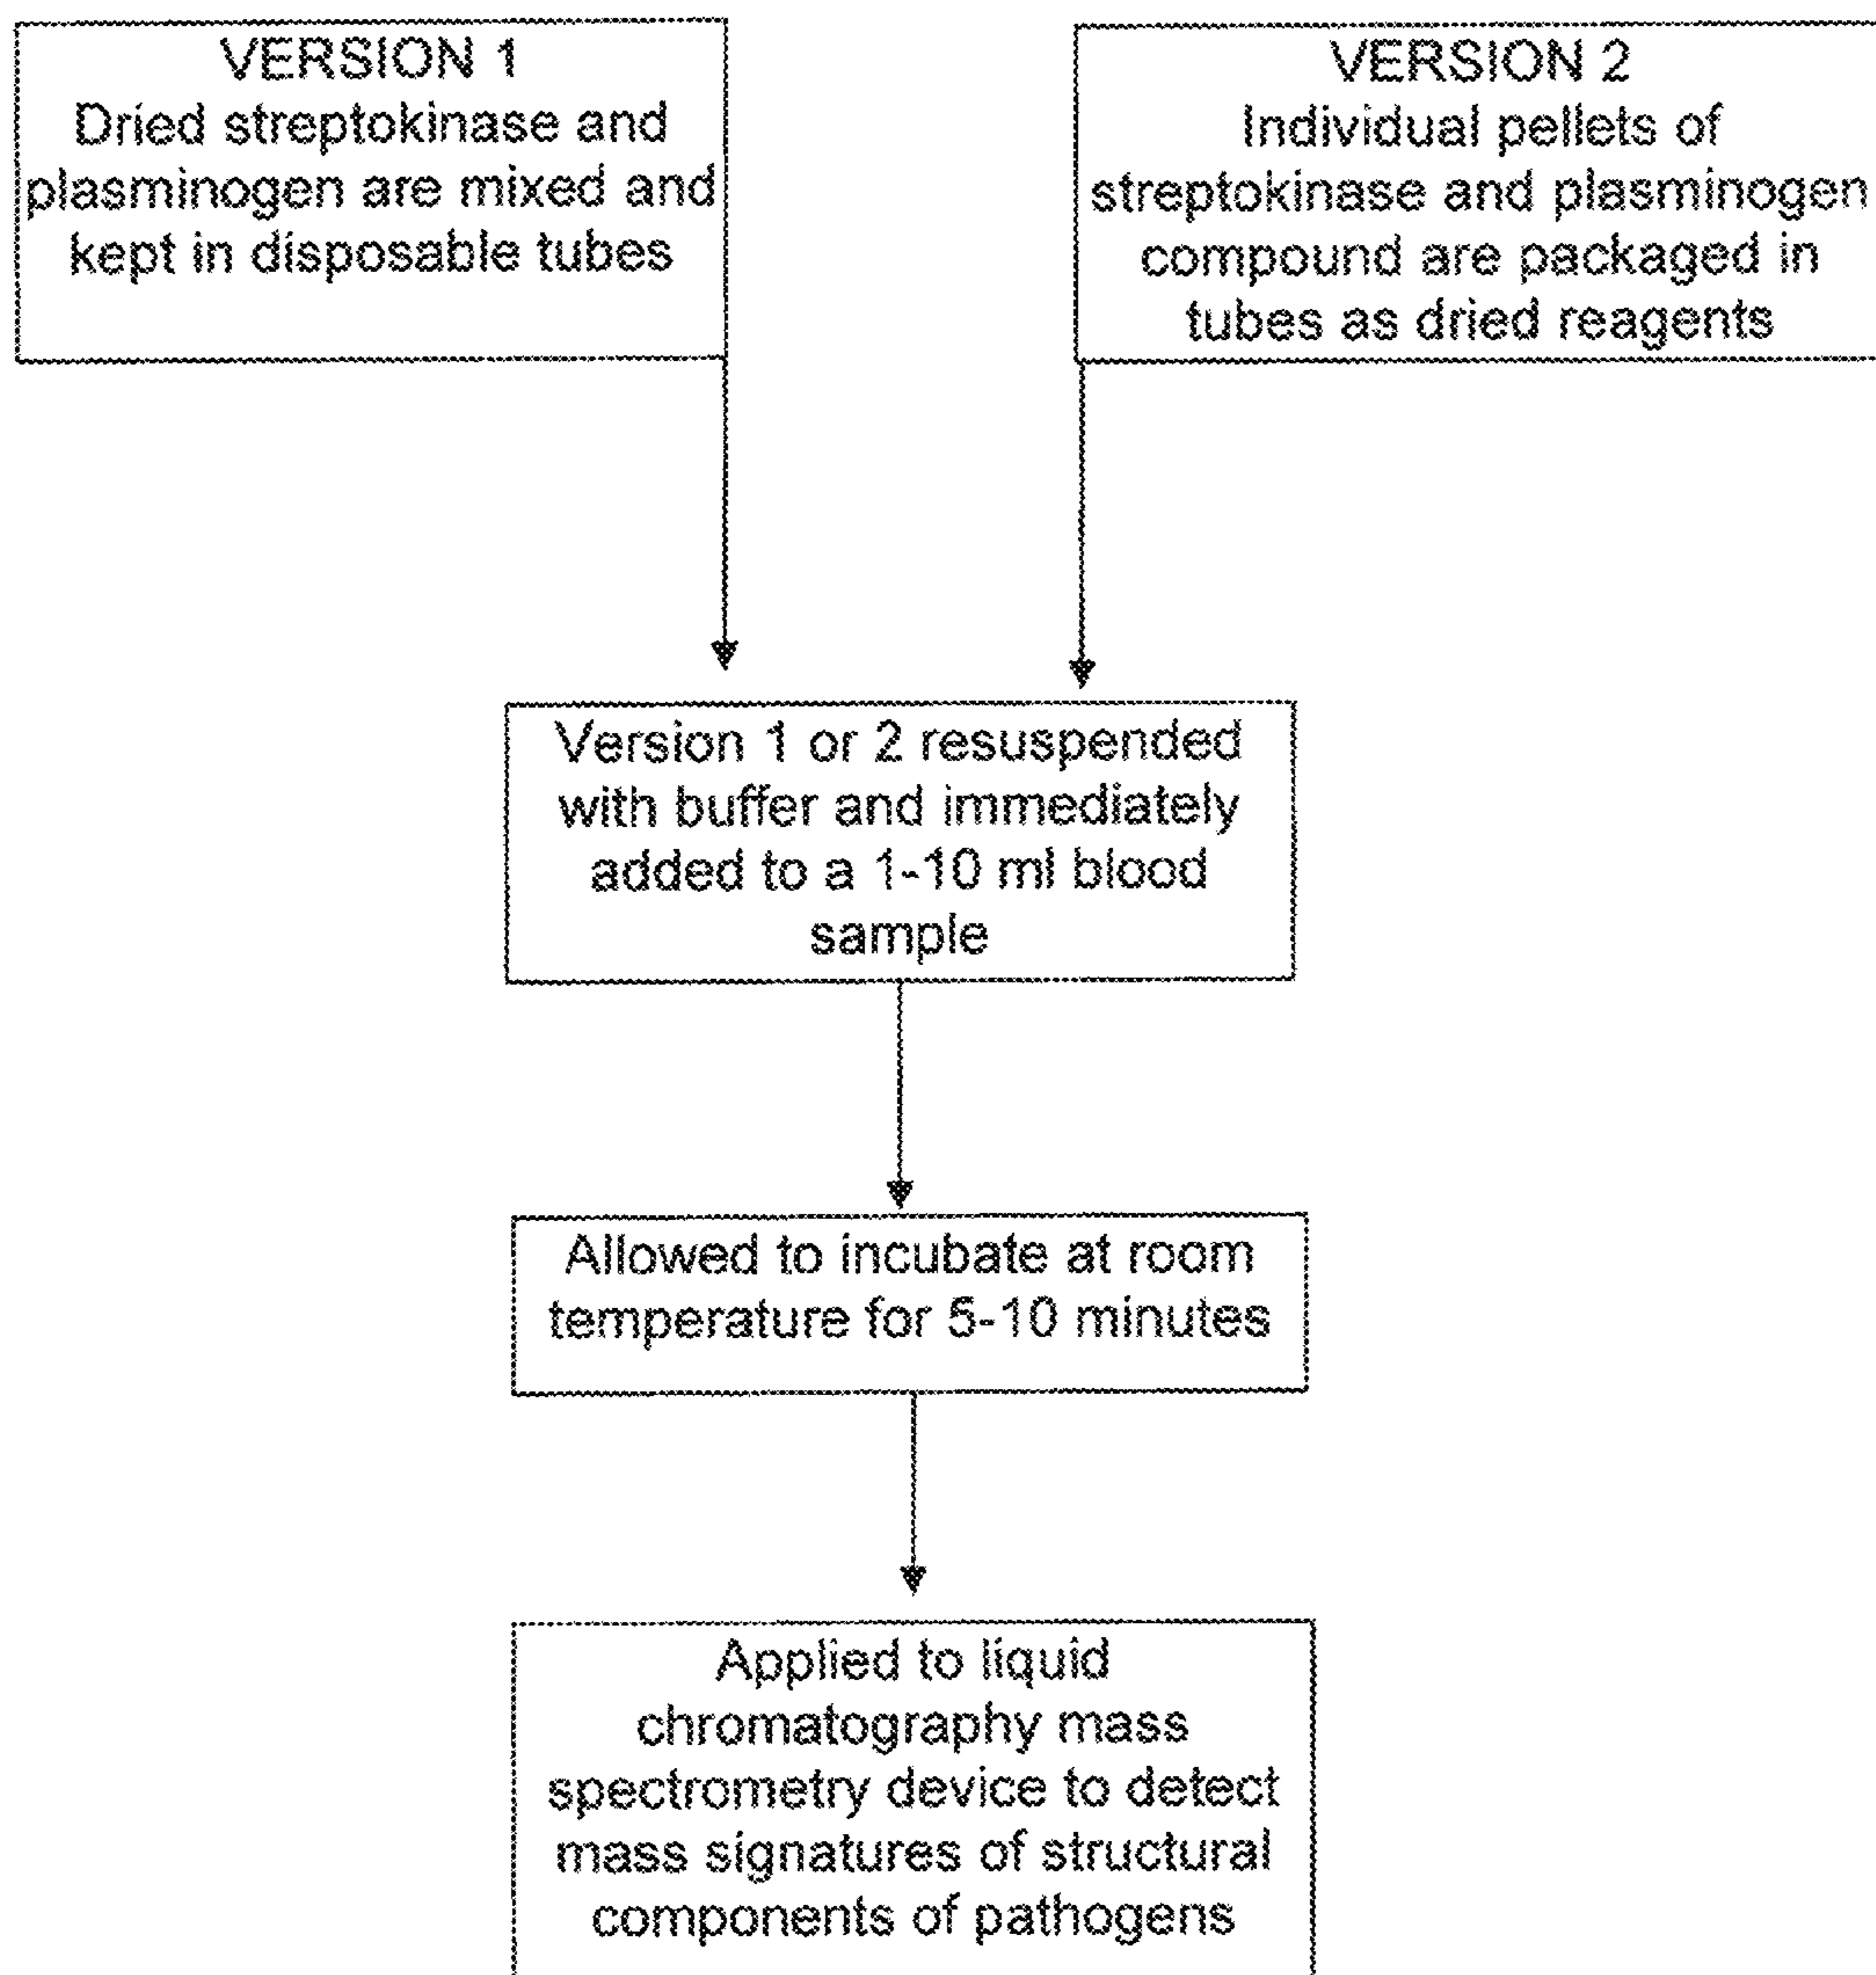 VERSION 1
Dried streptokinase and
plasminogen are mixed and
kept in disposable tubes
VERSION 2
Individual pellets of
streptokinase and plasminogen
compound are packaged in
tubes as dried reagents
Version 1 or 2 resuspended
with buffer and immediately
added to a 1-10 ml blood
sample
Allowed to incubate at room
temperature for 5-10 minutes
Applied to liquid
chromatography mass
spectrometry device to detect
mass signatures of structural
components of pathogens